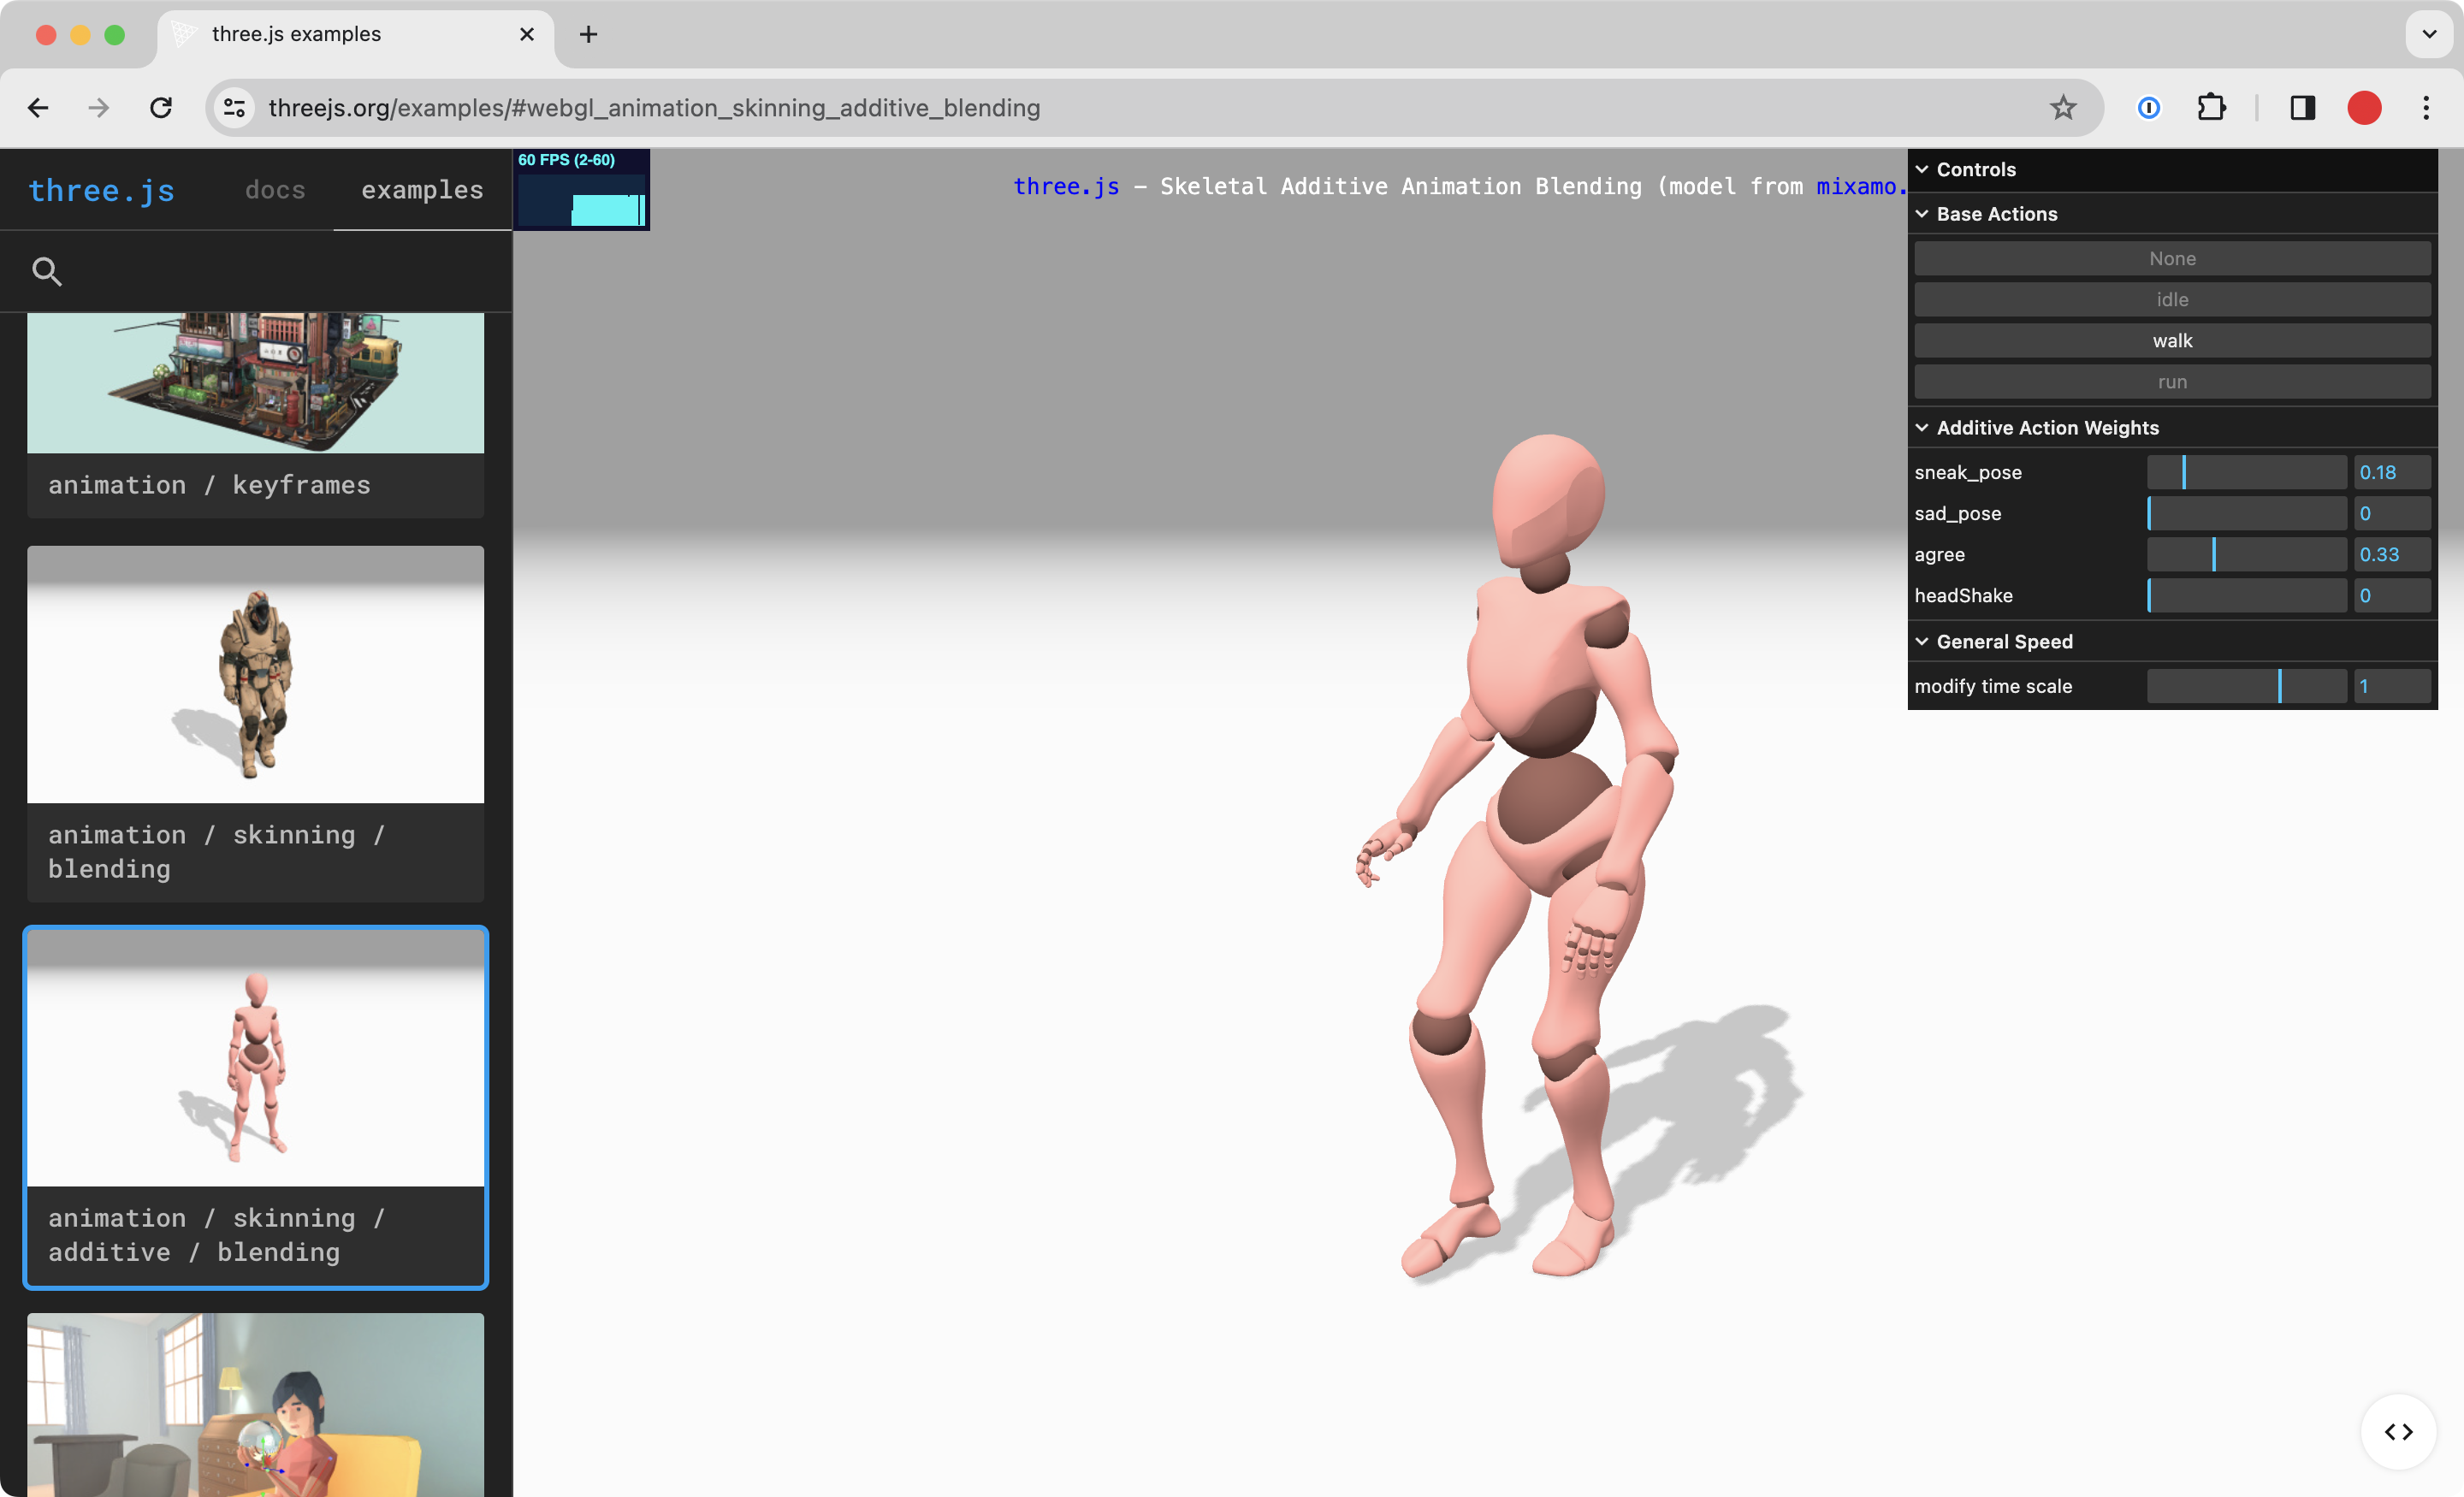 three.js examples
threejs.org/examples/#webgl_animation_skinning_additive_blending
three.js docs examples
animation / keyframes
animation / skinning /
blending
animation / skinning /
additive / blending
60 FPS (2-60)
three.js - Skeletal Additive Animation Blending (model from mixamo.
Controls
Base Actions
None
idle
walk
run
Additive Action Weights
sneak_pose 0.18
sad_pose 0
agree 0.33
headShake 0
General Speed
modify time scale 1